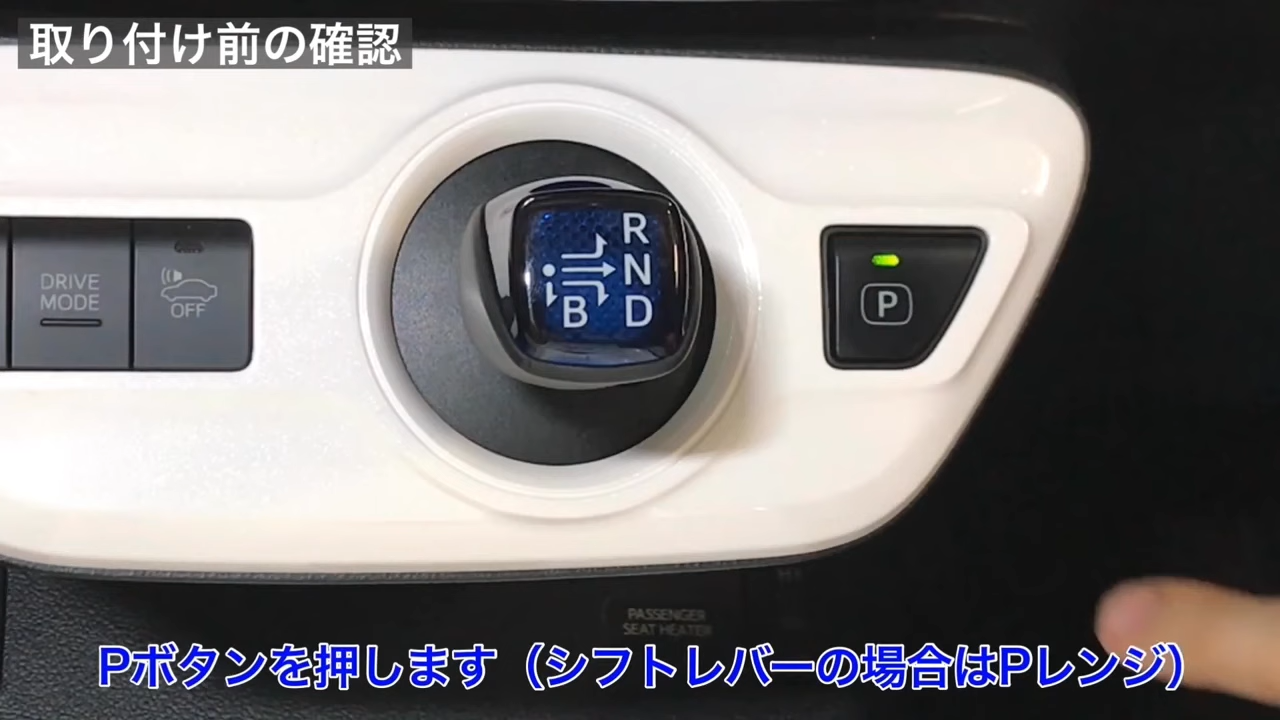 取り付け前の確認
DRIVE
MODE
OFF
R
N
D
B
P
PASSENGER
SEAT HEATER
Pボタンを押します（シフトレバーの場合はPレンジ）